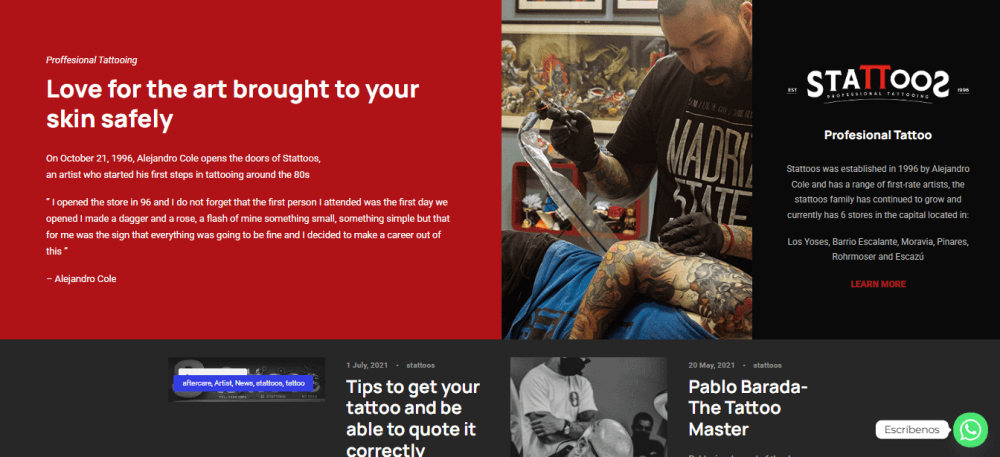 Proffesional Tattooing
Love for the art brought to your
skin safely
On October 21, 1996, Alejandro Cole opens the doors of Stattoos,
an artist who started his first steps in tattooing around the 80s
" I opened the store in 96 and I do not forget that the first person I attended was the first day we
opened I made a dagger and a rose, a flash of mine something small, something simple but that
for me was the sign that everything was going to be fine and I decided to make a career out of
this "
– Alejandro Cole
MADRI
STATE
EST STATTOOS 1996
PROFESSIONAL TATTOOING
Profesional Tattoo
Stattoos was established in 1996 by Alejandro
Cole and has a range of first-rate artists, the
stattoos family has continued to grow and
currently has 6 stores in the capital located in:
Los Yoses, Barrio Escalante, Moravia, Pinares,
Rohrmoser and Escazú
LEARN MORE
aftercare, Artist, News, stattoos, tattoo
1 July, 2021 • stattoos
Tips to get your
tattoo and be
able to quote it
correctly
20 May, 2021 • stattoos
Pablo Barada-
The Tattoo
Master
Escríbenos